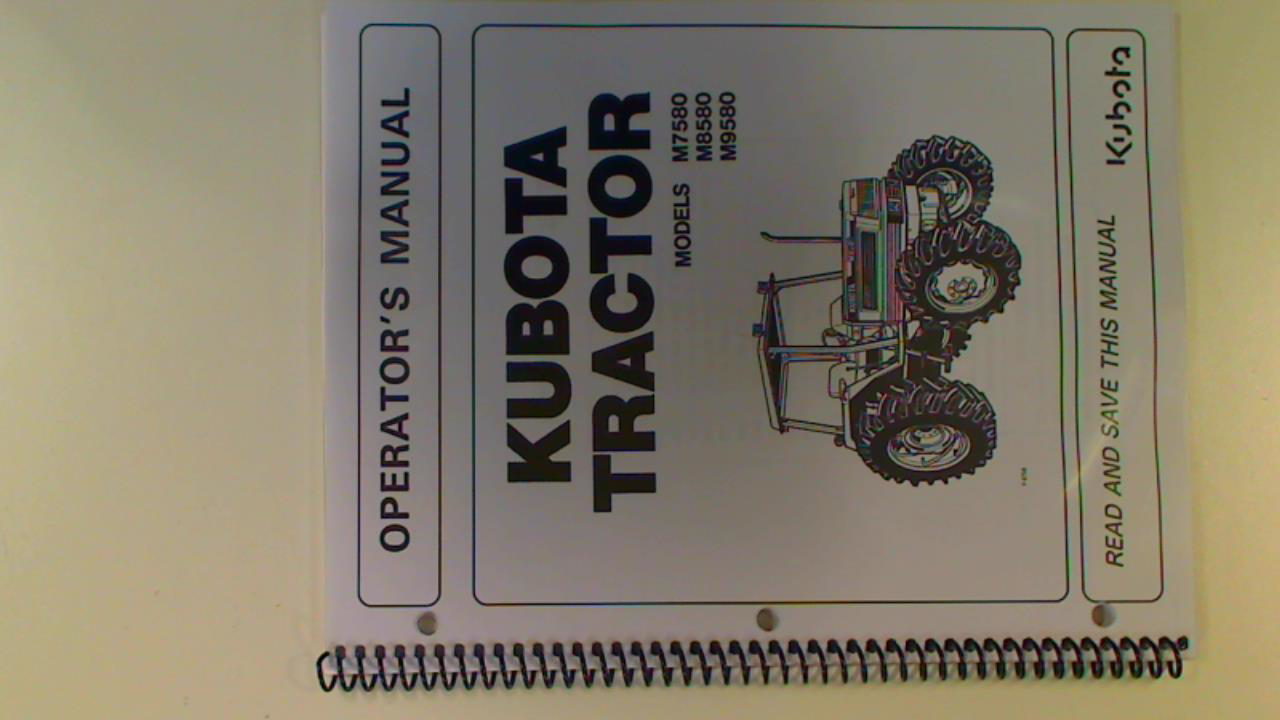 OPERATOR'S MANUAL
KUBOTA
TRACTOR
MODELS M7580
M8580
M9580
READ AND SAVE THIS MANUAL
Kubota